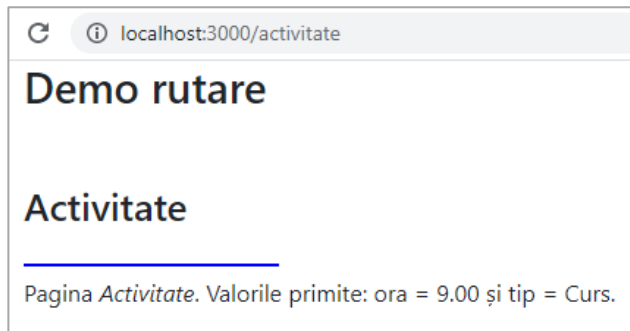 localhost:3000/activitate
Demo rutare
Activitate
Pagina Activitate. Valorile primite: ora = 9.00 și tip = Curs.